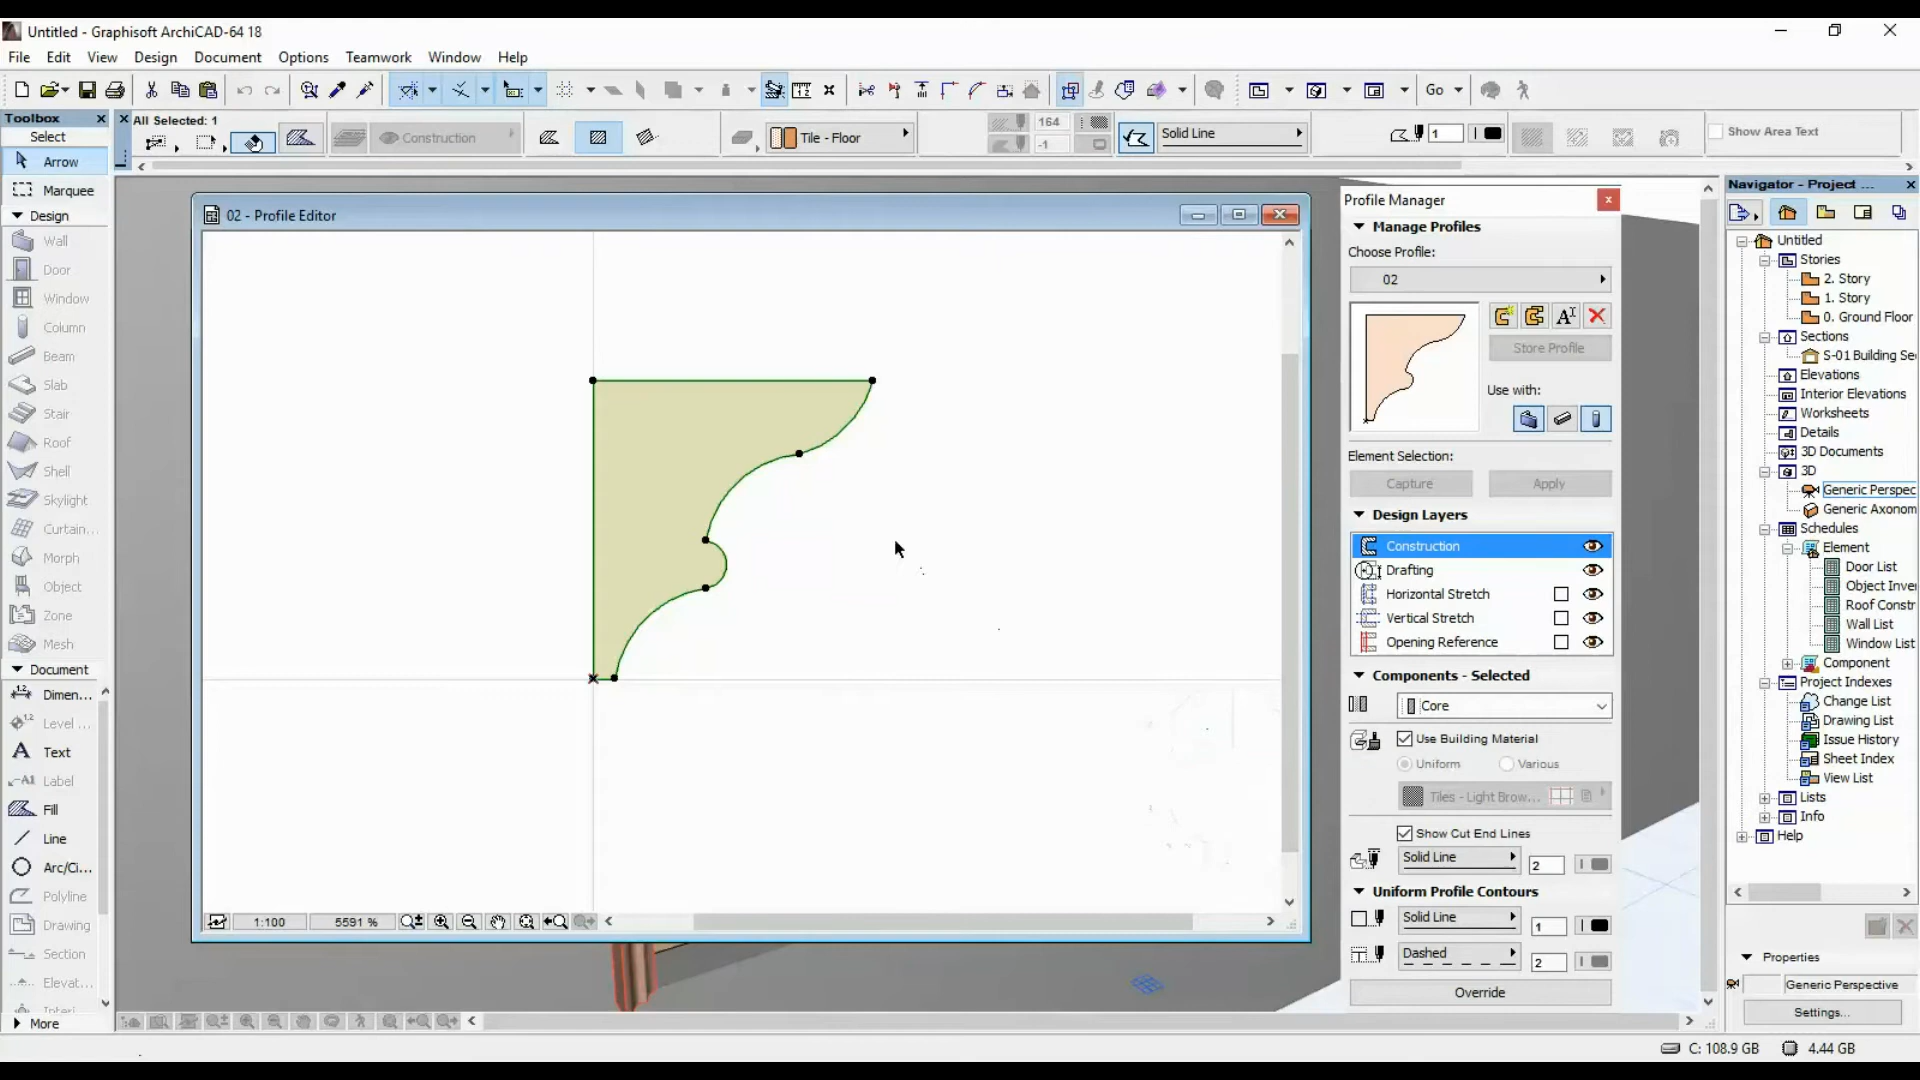 Untitled - Graphisoft ArchiCAD-64 18
File Edit View Design Document Options Teamwork Window Help
Go
Toolbox
Select
Arrow
Marquee
Design
Wall
Door
Window
Column
Beam
Slab
Stair
Roof
Shell
Skylight
Curtain...
Morph
Object
Zone
Mesh
Document
Dimen...
Level ...
Text
Label
Fill
Line
Arc/Ci...
Polyline
Drawing
Section
Elevat...
More
All Selected: 1
Construction
Tile - Floor
164
-1
Solid Line
1
Show Area Text
02 - Profile Editor
1:100
5591 %
Profile Manager
Manage Profiles
Choose Profile:
02
Store Profile
Use with:
Element Selection:
Capture
Apply
Design Layers
Construction
Drafting
Horizontal Stretch
Vertical Stretch
Opening Reference
Components - Selected
Core
Use Building Material
Uniform
Various
Tiles - Light Brow...
Show Cut End Lines
Solid Line
2
Uniform Profile Contours
Solid Line
1
Dashed
2
Override
Navigator - Project ...
Untitled
Stories
2. Story
1. Story
0. Ground Floor
Sections
S-01 Building Se
Elevations
Interior Elevations
Worksheets
Details
3D Documents
3D
Generic Perspec
Generic Axonom
Schedules
Element
Door List
Object Inve
Roof Constr
Wall List
Window List
Component
Project Indexes
Change List
Drawing List
Issue History
Sheet Index
View List
Lists
Info
Help
Properties
Generic Perspective
Settings...
C: 108.9 GB
4.44 GB